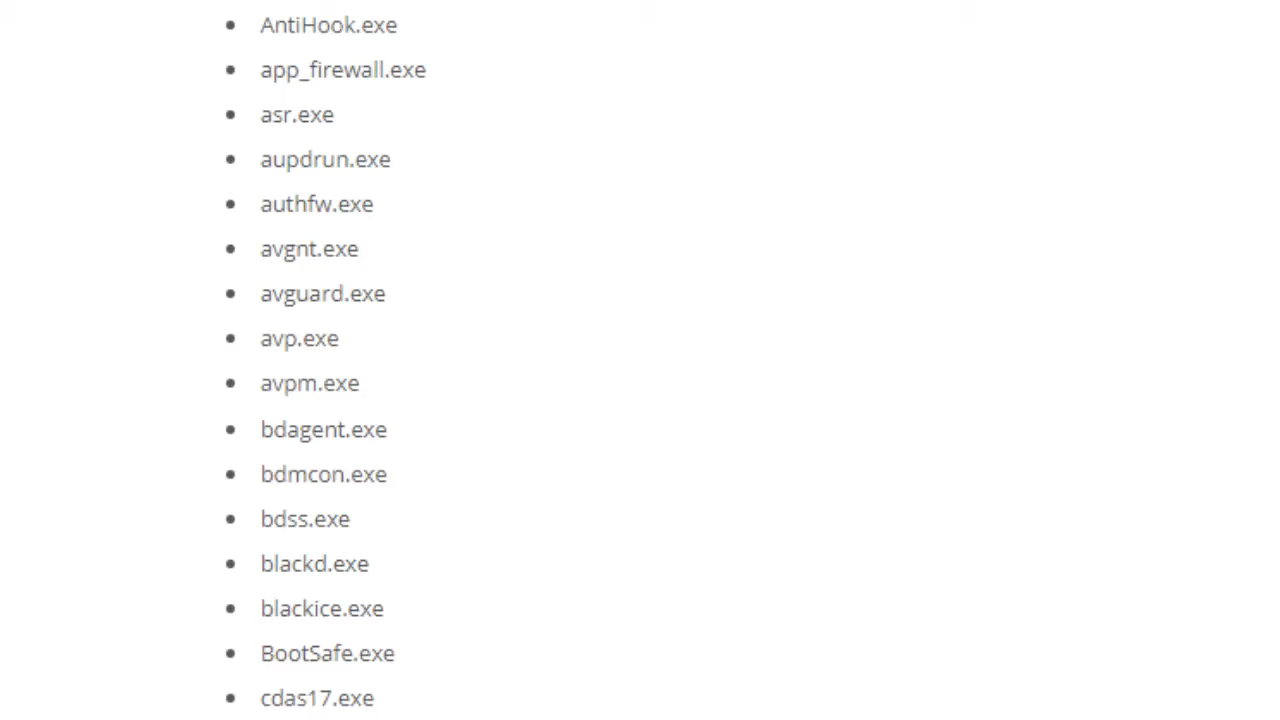 AntiHook.exe
app_firewall.exe
asr.exe
aupdrun.exe
authfw.exe
avgnt.exe
avguard.exe
avp.exe
avpm.exe
bdagent.exe
bdmcon.exe
bdss.exe
blackd.exe
blackice.exe
BootSafe.exe
cdas17.exe